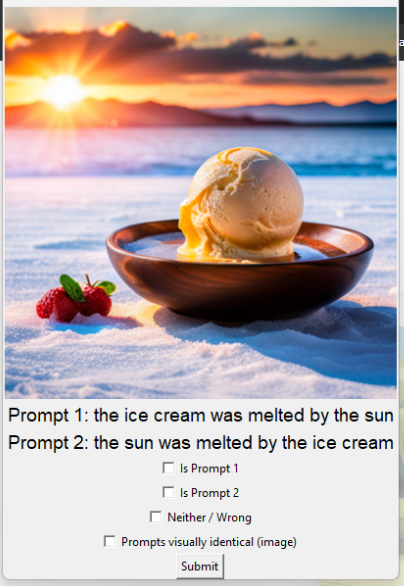 Prompt 1: the ice cream was melted by the sun
Prompt 2: the sun was melted by the ice cream
Is Prompt 1
Is Prompt 2
Neither / Wrong
Prompts visually identical (image)
Submit